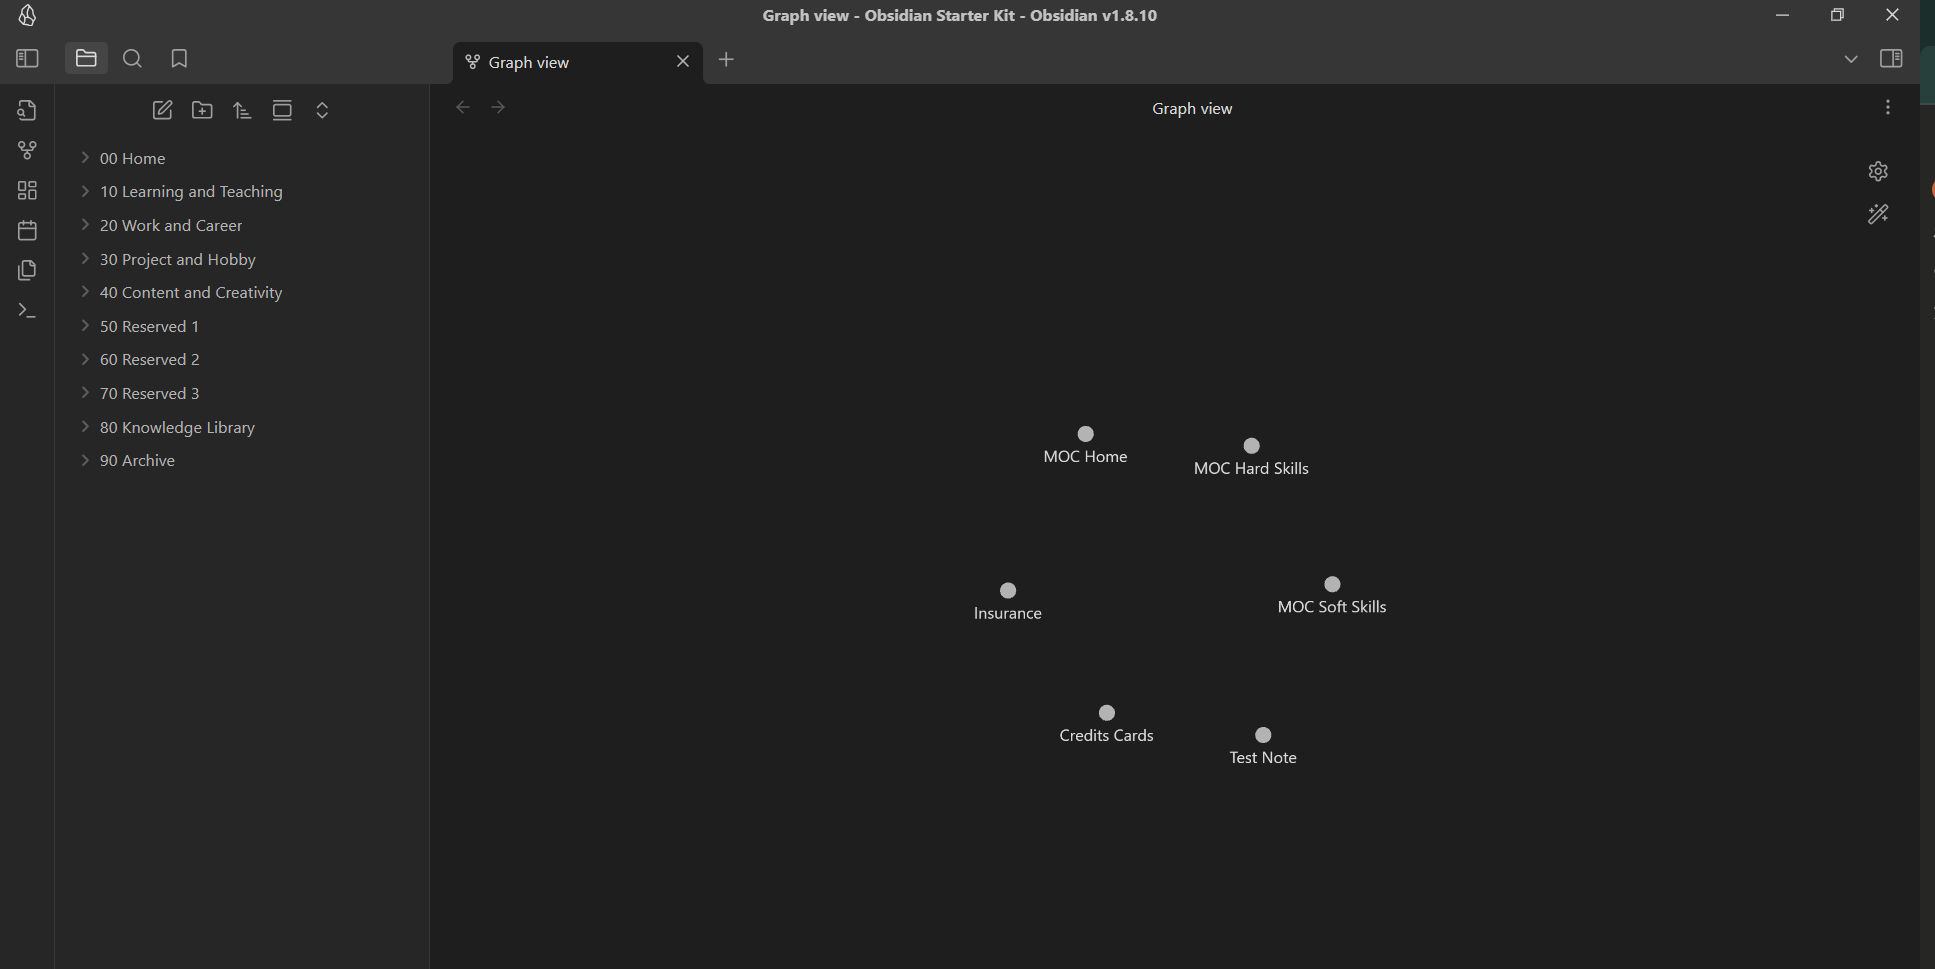 Graph view - Obsidian Starter Kit - Obsidian v1.8.10
Graph view
Graph view
00 Home
10 Learning and Teaching
20 Work and Career
30 Project and Hobby
40 Content and Creativity
50 Reserved 1
60 Reserved 2
70 Reserved 3
80 Knowledge Library
90 Archive
MOC Home
MOC Hard Skills
Insurance
MOC Soft Skills
Credits Cards
Test Note